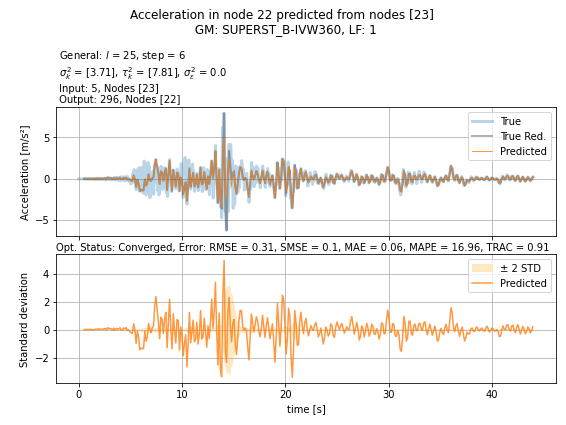 Acceleration in node 22 predicted from nodes [23]
GM: SUPERST_B-IVW360, LF: 1
General: l = 25, step = 6
σ²ₖ = [3.71], τ²ₖ = [7.81], σ²ₑ = 0.0
Input: 5, Nodes [23]
Output: 296, Nodes [22]
True
True Red.
Predicted
Acceleration [m/s²]
5
0
−5
Opt. Status: Converged, Error: RMSE = 0.31, SMSE = 0.1, MAE = 0.06, MAPE = 16.96, TRAC = 0.91
± 2 STD
Predicted
Standard deviation
4
2
0
−2
0 10 20 30 40
time [s]